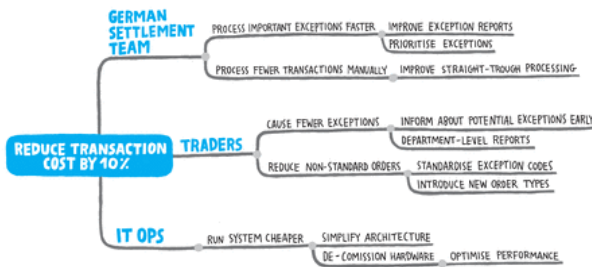 GERMAN
SETTLEMENT
TEAM
PROCESS IMPORTANT EXCEPTIONS FASTER
IMPROVE EXCEPTION REPORTS
PRIORITISE EXCEPTIONS
PROCESS FEWER TRANSACTIONS MANUALLY
IMPROVE STRAIGHT-TROUGH PROCESSING
REDUCE TRANSACTION
COST BY 10%
TRADERS
CAUSE FEWER EXCEPTIONS
INFORM ABOUT POTENTIAL EXCEPTIONS EARLY
DEPARTMENT-LEVEL REPORTS
REDUCE NON-STANDARD ORDERS
STANDARDISE EXCEPTION CODES
INTRODUCE NEW ORDER TYPES
IT OPS
RUN SYSTEM CHEAPER
SIMPLIFY ARCHITECTURE
DE-COMISSION HARDWARE
OPTIMISE PERFORMANCE